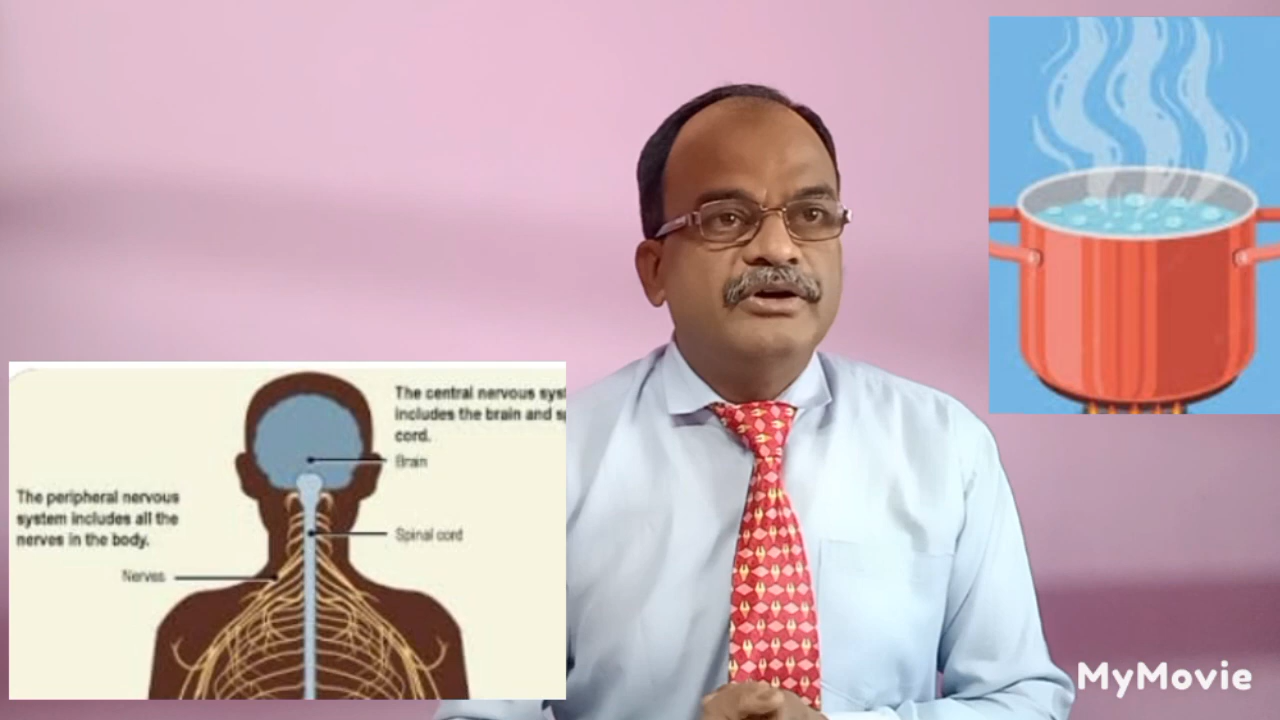 The central nervous
includes the brain and
cord.
Brain
The peripheral nervous
system includes all the
nerves in the body.
Spinal cord
Nerves
MyMovie